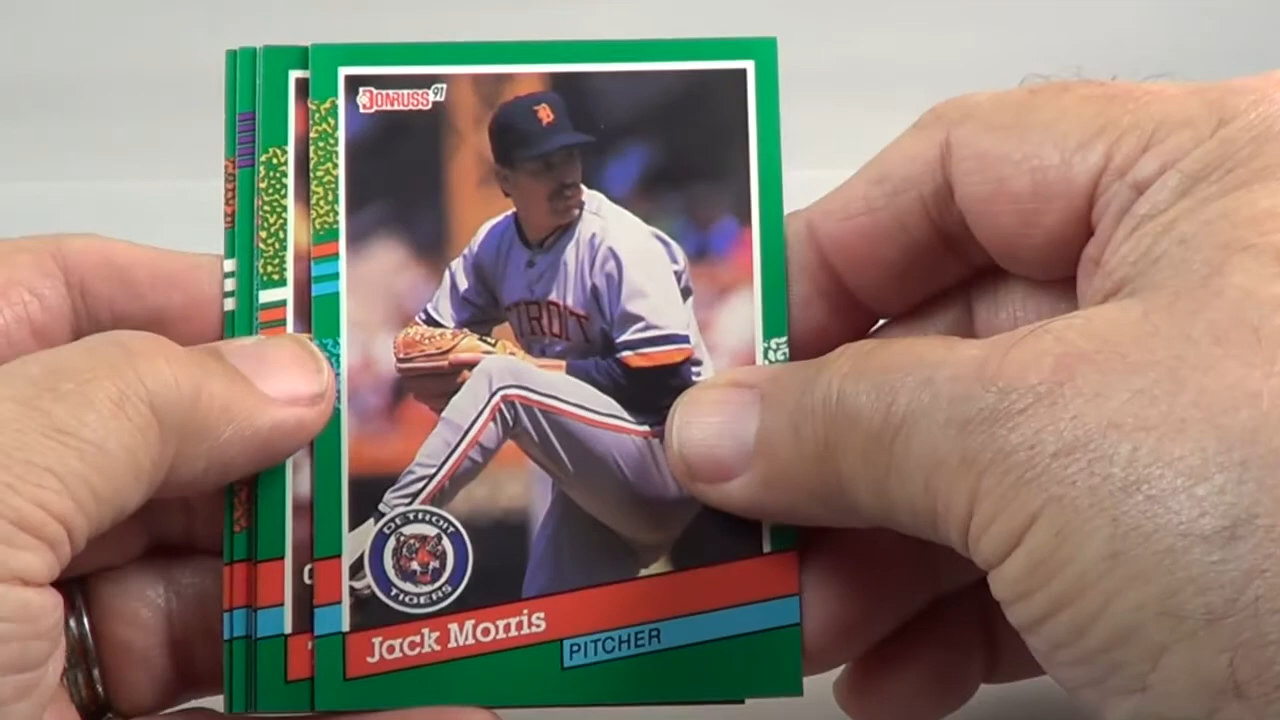 DONRUSS 91
D
DETROIT
DETROIT
TIGERS
Jack Morris
PITCHER